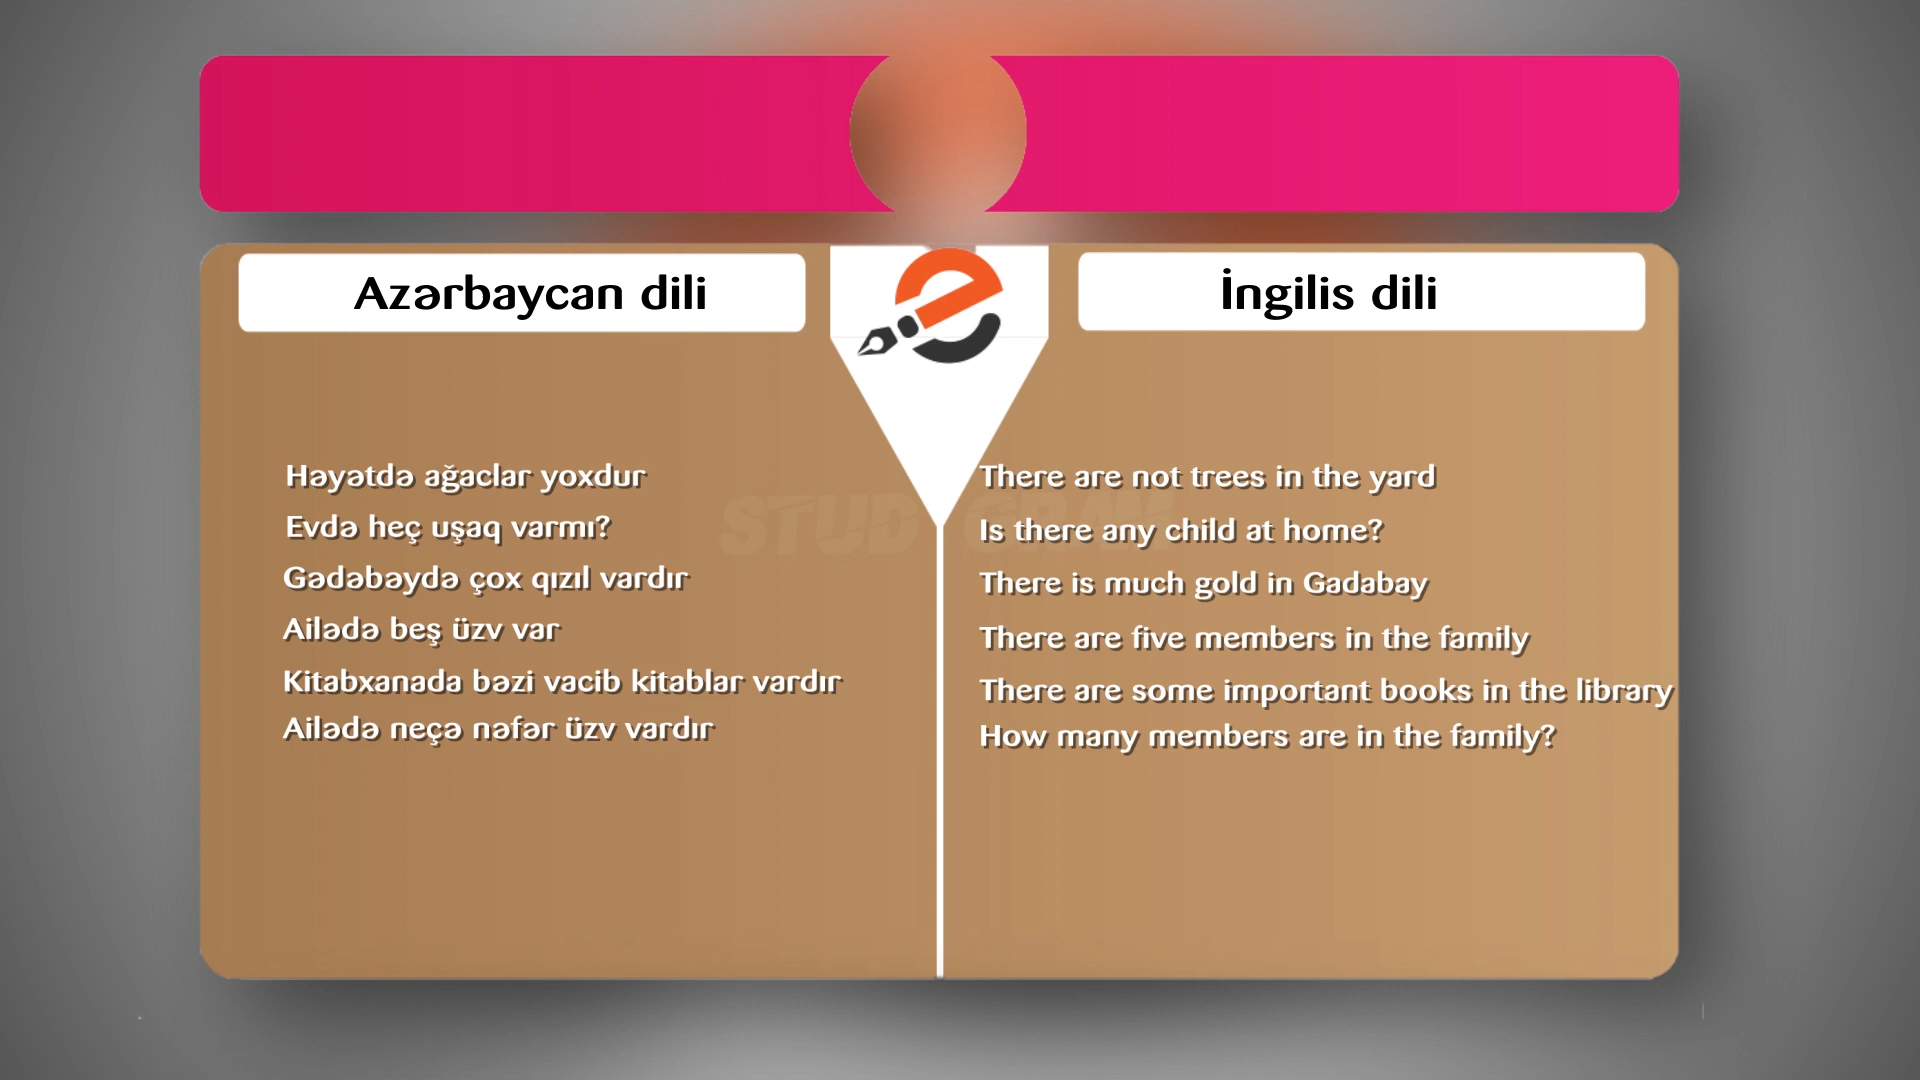 Azərbaycan dili
Həyətdə ağaclar yoxdur
Evdə heç uşaq varmı?
Gədəbəydə çox qızıl vardır
Ailədə beş üzv var
Kitabxanada bəzi vacib kitablar vardır
Ailədə neçə nəfər üzv vardır
İngilis dili
There are not trees in the yard
Is there any child at home?
There is much gold in Gadabay
There are five members in the family
There are some important books in the library
How many members are in the family?